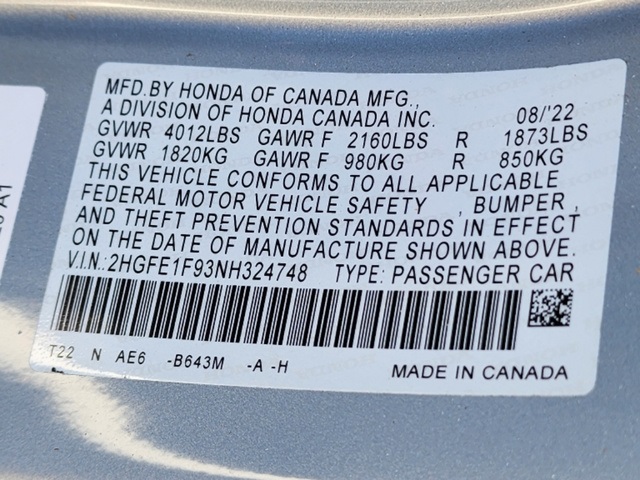 MFD.BY HONDA OF CANADA MFG.,
A DIVISION OF HONDA CANADA INC. 08/'22
GVWR 4012LBS GAWR F 2160LBS R 1873LBS
GVWR 1820KG GAWR F 980KG R 850KG
THIS VEHICLE CONFORMS TO ALL APPLICABLE
FEDERAL MOTOR VEHICLE SAFETY , BUMPER ,
AND THEFT PREVENTION STANDARDS IN EFFECT
ON THE DATE OF MANUFACTURE SHOWN ABOVE.
V.I.N.:2HGFE1F93NH324748 TYPE: PASSENGER CAR
T22 N AE6 -B643M -A -H
MADE IN CANADA
A1